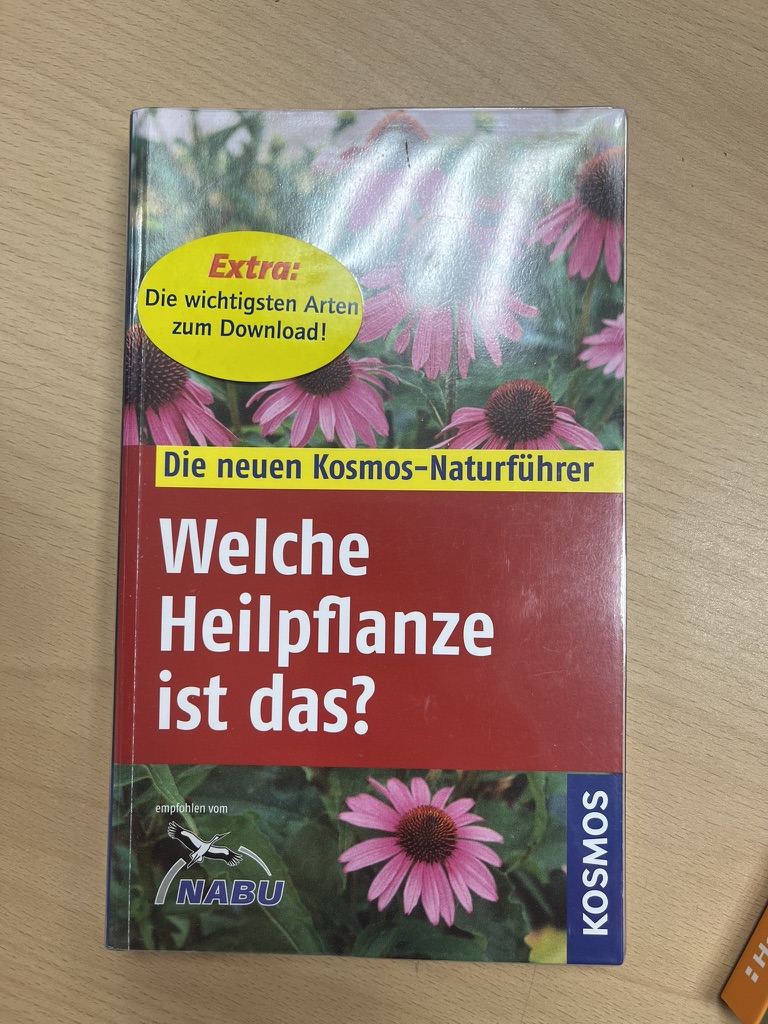 Extra:
Die wichtigsten Arten
zum Download!
Die neuen Kosmos-Naturführer
Welche
Heilpflanze
ist das?
empfohlen vom
NABU
KOSMOS